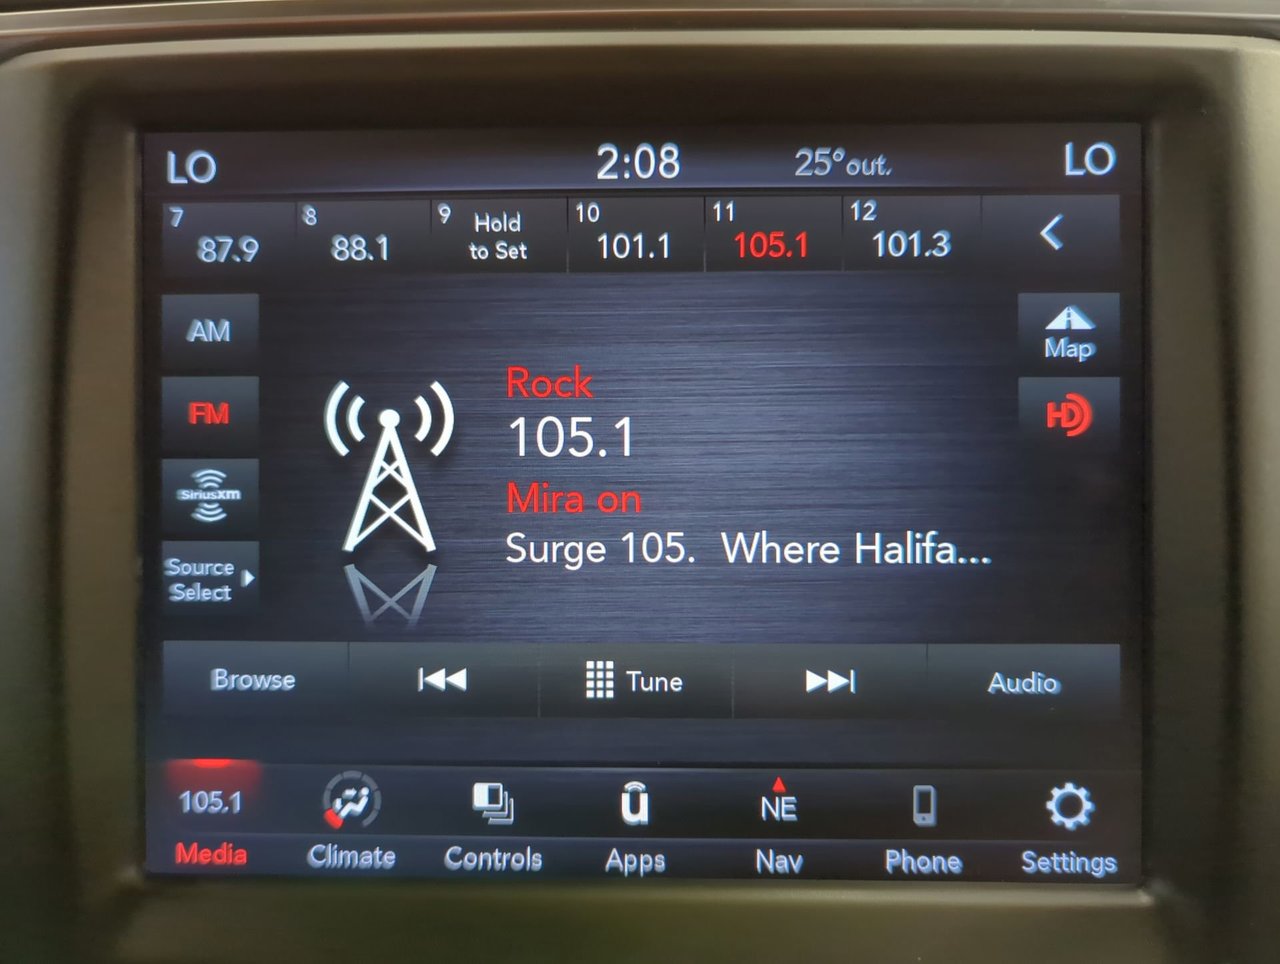 LO 2:08 25° out. LO
7 87.9 8 88.1 9 Hold to Set 10 101.1 11 105.1 12 101.3
AM
FM
SiriusXM
Source
Select
Rock
105.1
Mira on
Surge 105.  Where Halifa...
Map
HD
Browse Tune Audio
105.1 NE
Media Climate Controls Apps Nav Phone Settings